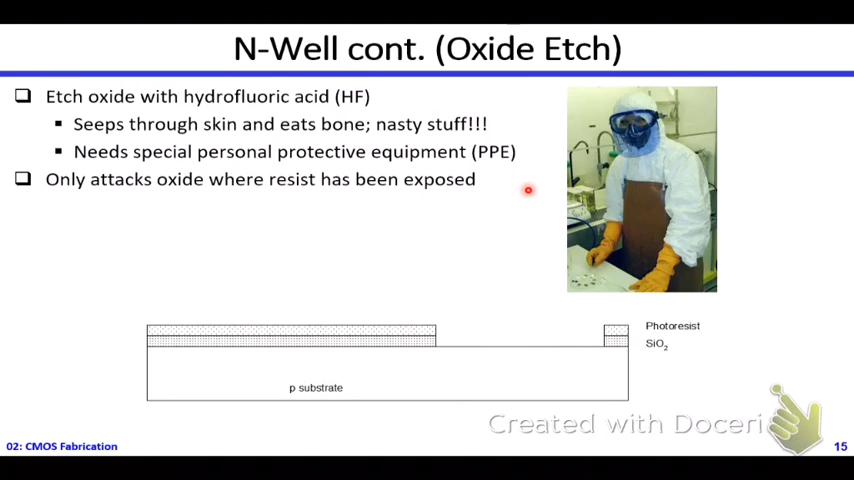 N-Well cont. (Oxide Etch)
Etch oxide with hydrofluoric acid (HF)
Seeps through skin and eats bone; nasty stuff!!!
Needs special personal protective equipment (PPE)
Only attacks oxide where resist has been exposed
Photoresist
SiO2
p substrate
Created with Doceri
02: CMOS Fabrication
15